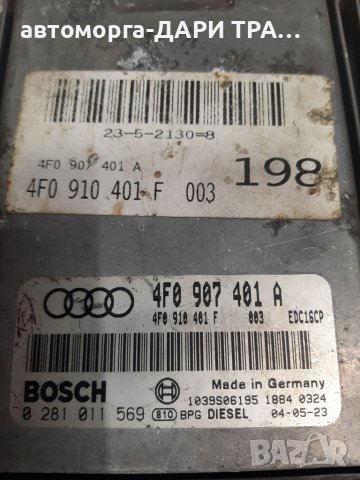 автоморга-ДАРИ ТРА...
23-5-2130=8
4F0 907 401 A
4F0 910 401 F 003
198
4F0 907 401 A
4F0 910 401 F 003 EDC16CP
BOSCH
Made in Germany
1039S06195 1884 0324
0 281 011 569 810 BPG DIESEL 04-05-23
BAZAR